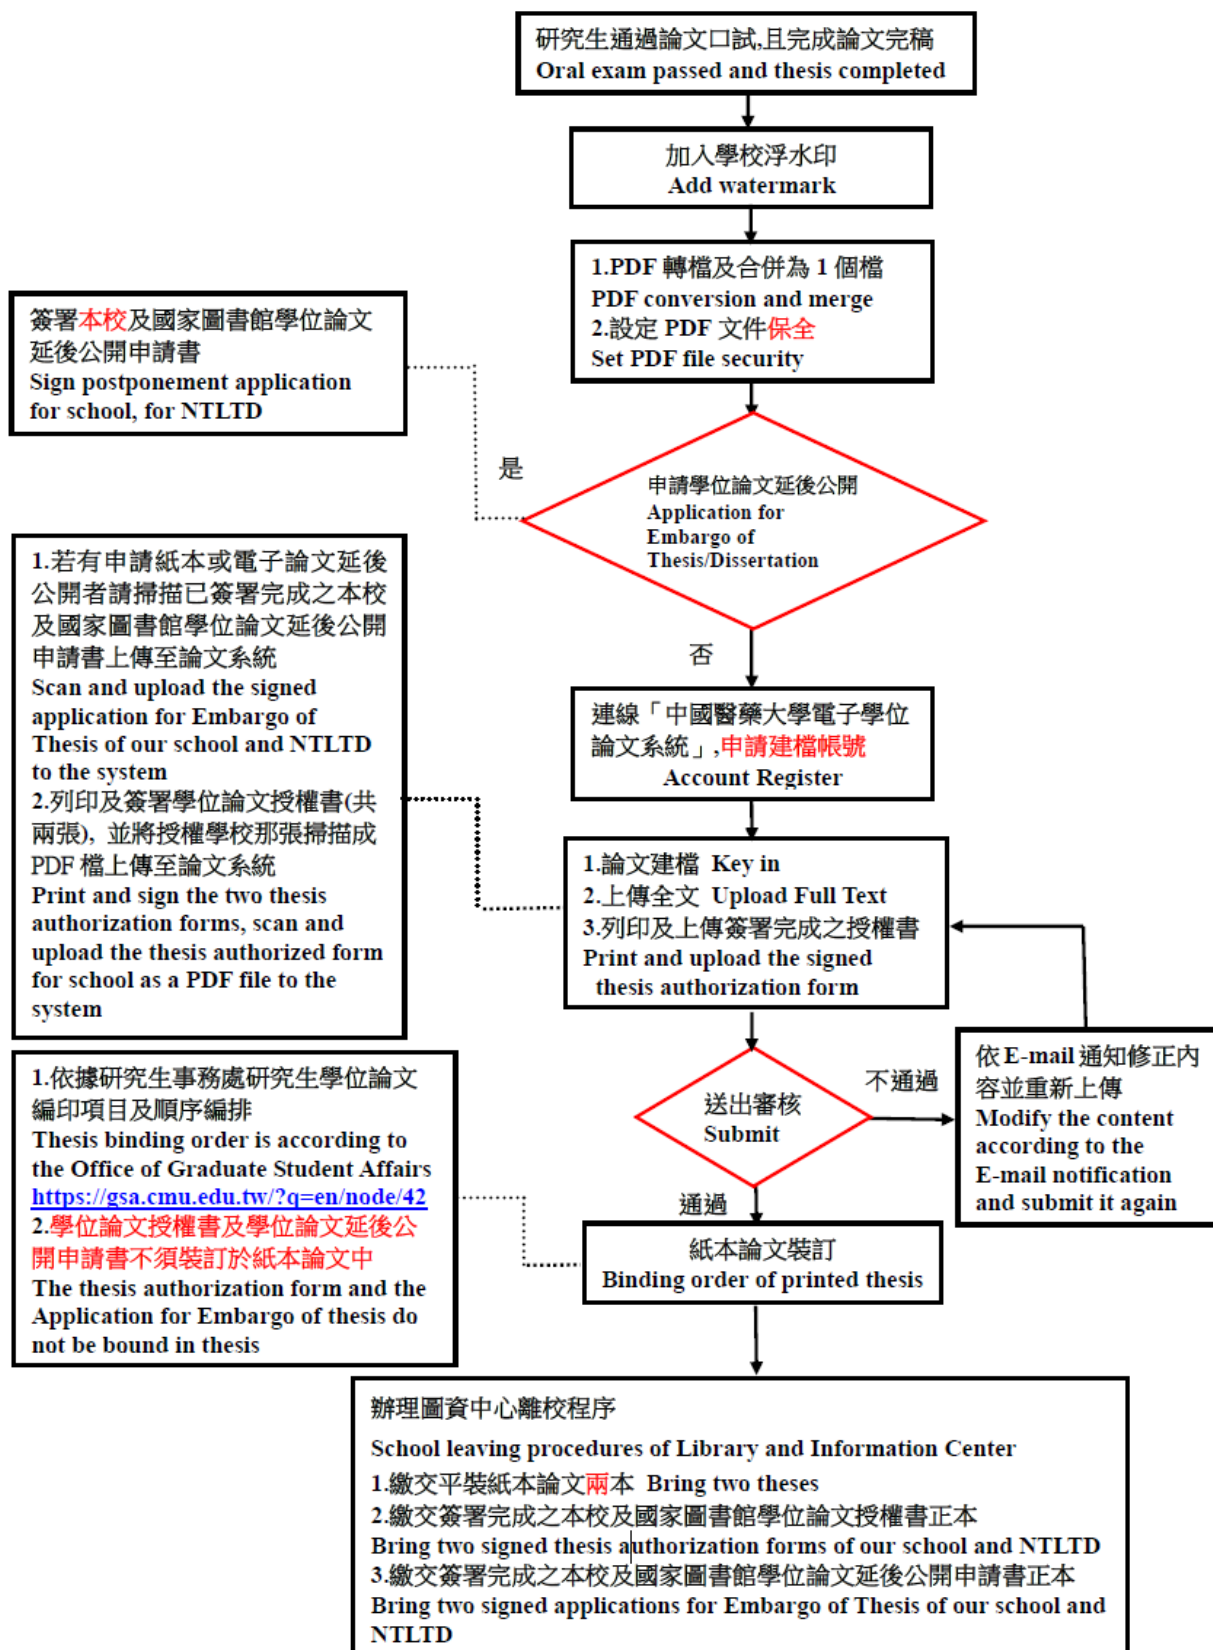 研究生通過論文口試,且完成論文完稿
Oral exam passed and thesis completed
加入學校浮水印
Add watermark
1.PDF 轉檔及合併為 1 個檔
PDF conversion and merge
2.設定 PDF 文件保全
Set PDF file security
簽署本校及國家圖書館學位論文
延後公開申請書
Sign postponement application
for school, for NTLTD
是
申請學位論文延後公開
Application for
Embargo of
Thesis/Dissertation
否
1.若有申請紙本或電子論文延後
公開者請掃描已簽署完成之本校
及國家圖書館學位論文延後公開
申請書上傳至論文系統
Scan and upload the signed
application for Embargo of
Thesis of our school and NTLTD
to the system
2.列印及簽署學位論文授權書(共
兩張), 並將授權學校那張掃描成
PDF 檔上傳至論文系統
Print and sign the two thesis
authorization forms, scan and
upload the thesis authorized form
for school as a PDF file to the
system
連線「中國醫藥大學電子學位
論文系統」,申請建檔帳號
Account Register
1.論文建檔 Key in
2.上傳全文 Upload Full Text
3.列印及上傳簽署完成之授權書
Print and upload the signed
thesis authorization form
送出審核
Submit
不通過
依 E-mail 通知修正內
容並重新上傳
Modify the content
according to the
E-mail notification
and submit it again
通過
1.依據研究生事務處研究生學位論文
編印項目及順序編排
Thesis binding order is according to
the Office of Graduate Student Affairs
https://gsa.cmu.edu.tw/?q=en/node/42
2.學位論文授權書及學位論文延後公
開申請書不須裝訂於紙本論文中
The thesis authorization form and the
Application for Embargo of thesis do
not be bound in thesis
紙本論文裝訂
Binding order of printed thesis
辦理圖資中心離校程序
School leaving procedures of Library and Information Center
1.繳交平裝紙本論文兩本 Bring two theses
2.繳交簽署完成之本校及國家圖書館學位論文授權書正本
Bring two signed thesis authorization forms of our school and NTLTD
3.繳交簽署完成之本校及國家圖書館學位論文延後公開申請書正本
Bring two signed applications for Embargo of Thesis of our school and
NTLTD